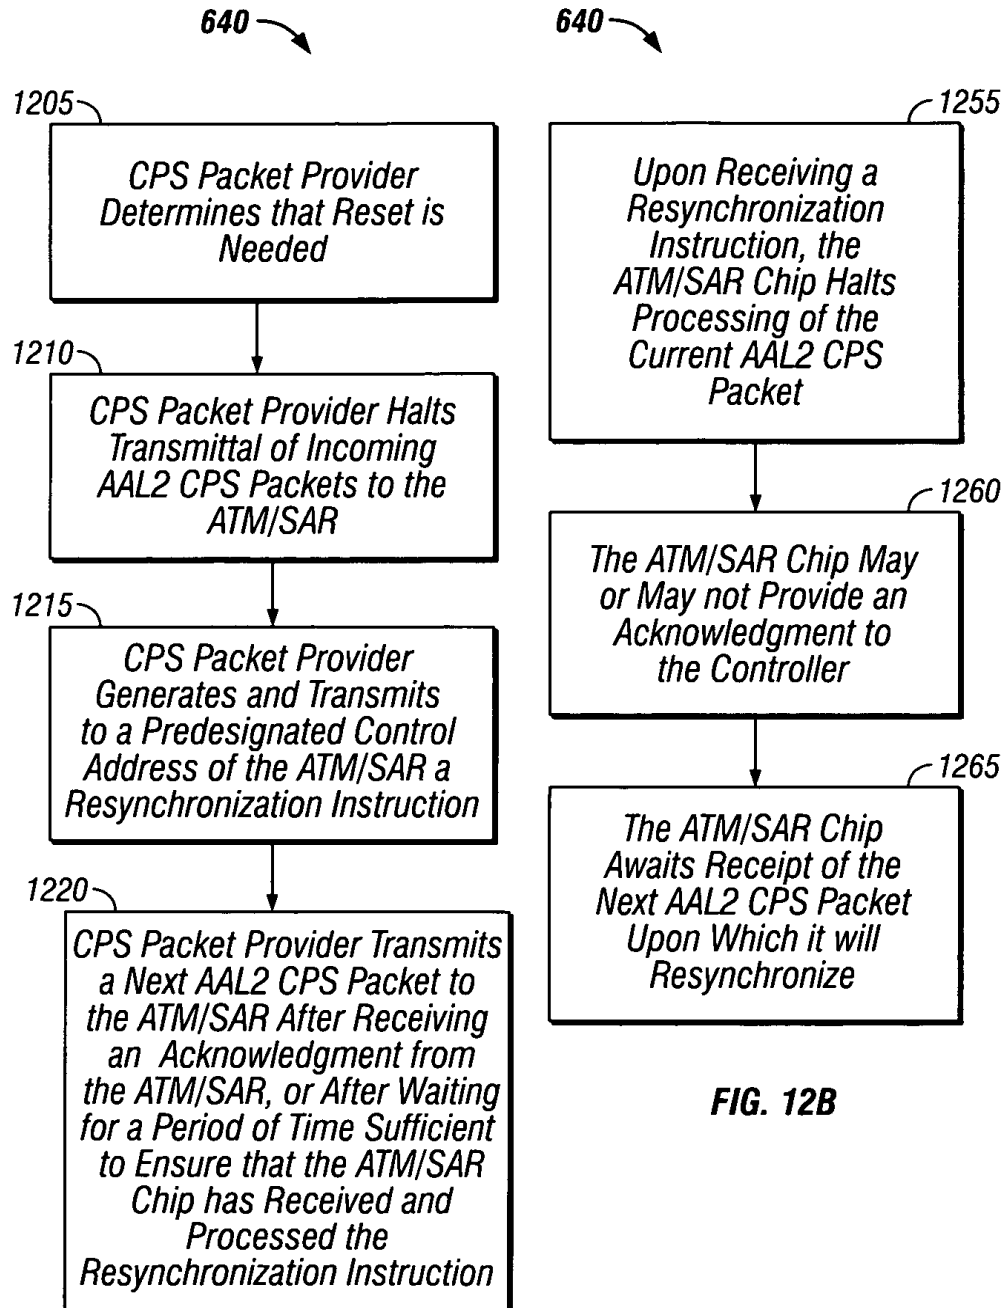 640
1205
CPS Packet Provider
Determines that Reset is
Needed
1210
CPS Packet Provider Halts
Transmittal of Incoming
AAL2 CPS Packets to the
ATM/SAR
1215
CPS Packet Provider
Generates and Transmits
to a Predesignated Control
Address of the ATM/SAR a
Resynchronization Instruction
1220
CPS Packet Provider Transmits
a Next AAL2 CPS Packet to
the ATM/SAR After Receiving
an Acknowledgment from
the ATM/SAR, or After Waiting
for a Period of Time Sufficient
to Ensure that the ATM/SAR
Chip has Received and
Processed the
Resynchronization Instruction
640
1255
Upon Receiving a
Resynchronization
Instruction, the
ATM/SAR Chip Halts
Processing of the
Current AAL2 CPS
Packet
1260
The ATM/SAR Chip May
or May not Provide an
Acknowledgment to
the Controller
1265
The ATM/SAR Chip
Awaits Receipt of the
Next AAL2 CPS Packet
Upon Which it will
Resynchronize
FIG. 12B